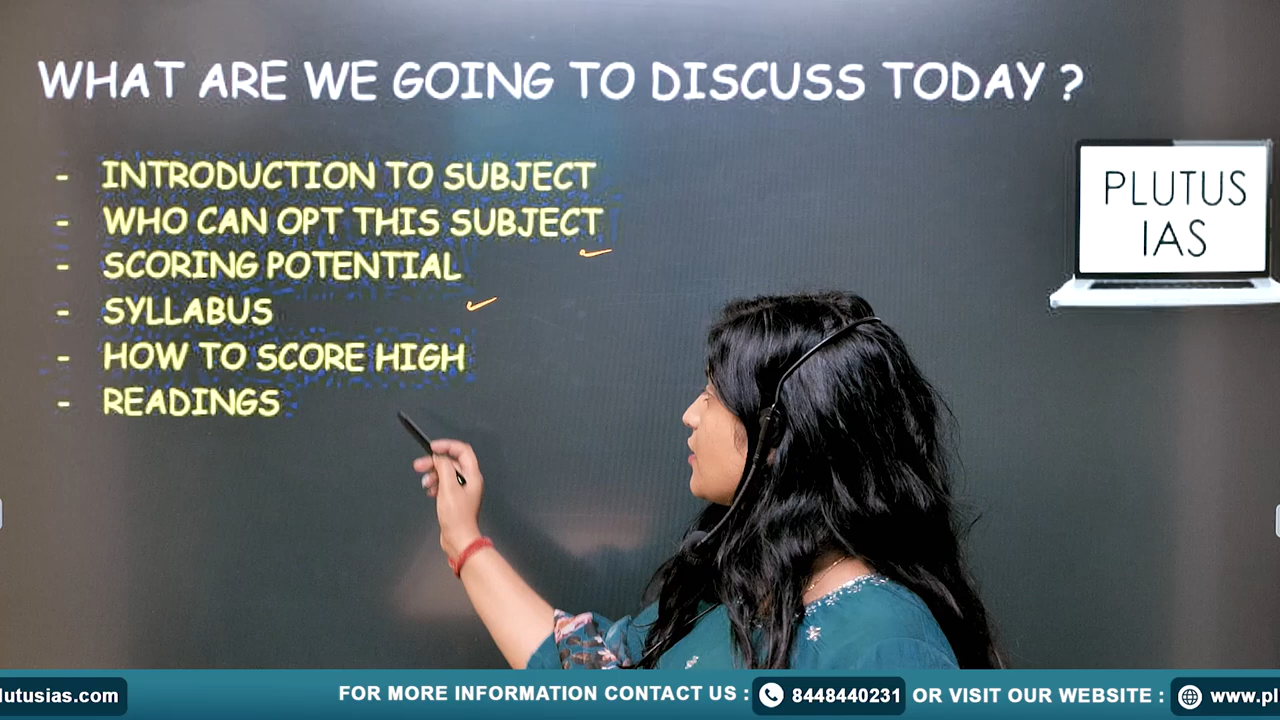 WHAT ARE WE GOING TO DISCUSS TODAY ?
- INTRODUCTION TO SUBJECT
- WHO CAN OPT THIS SUBJECT
- SCORING POTENTIAL
- SYLLABUS
- HOW TO SCORE HIGH
- READINGS
PLUTUS
IAS
lutusias.com
FOR MORE INFORMATION CONTACT US : 8448440231 OR VISIT OUR WEBSITE : www.pl